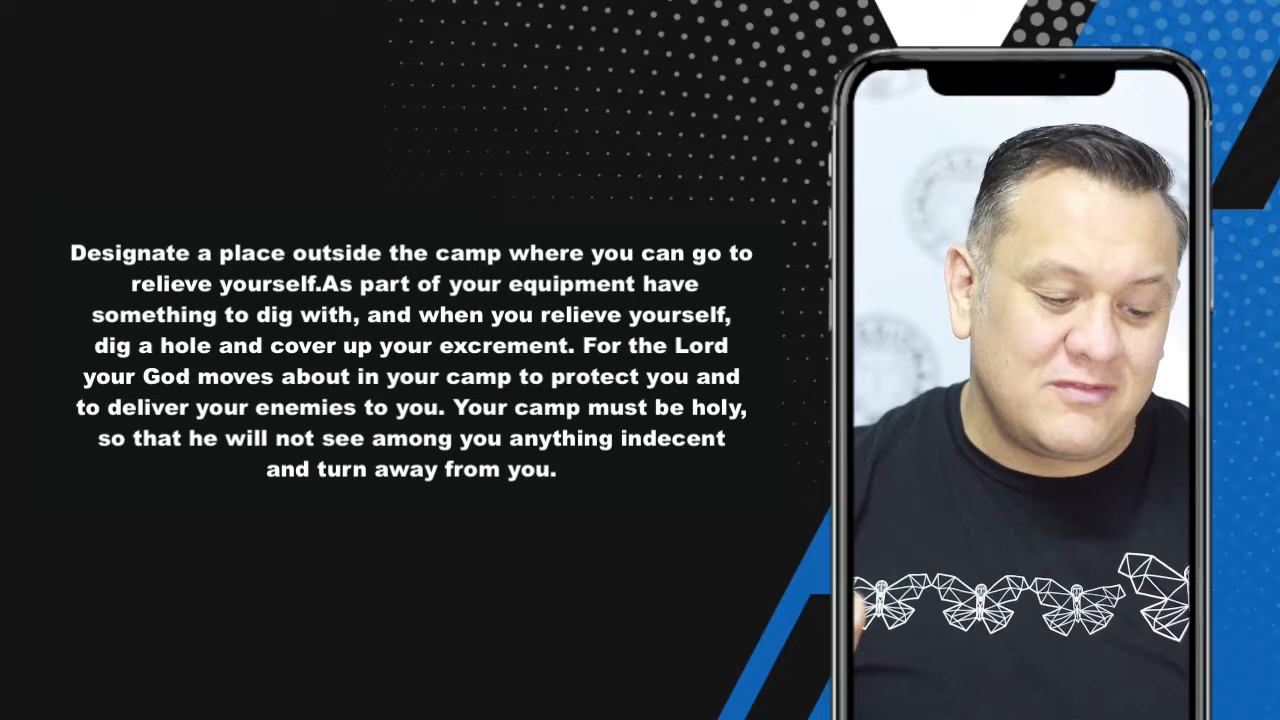 Designate a place outside the camp where you can go to
relieve yourself.As part of your equipment have
something to dig with, and when you relieve yourself,
dig a hole and cover up your excrement. For the Lord
your God moves about in your camp to protect you and
to deliver your enemies to you. Your camp must be holy,
so that he will not see among you anything indecent
and turn away from you.